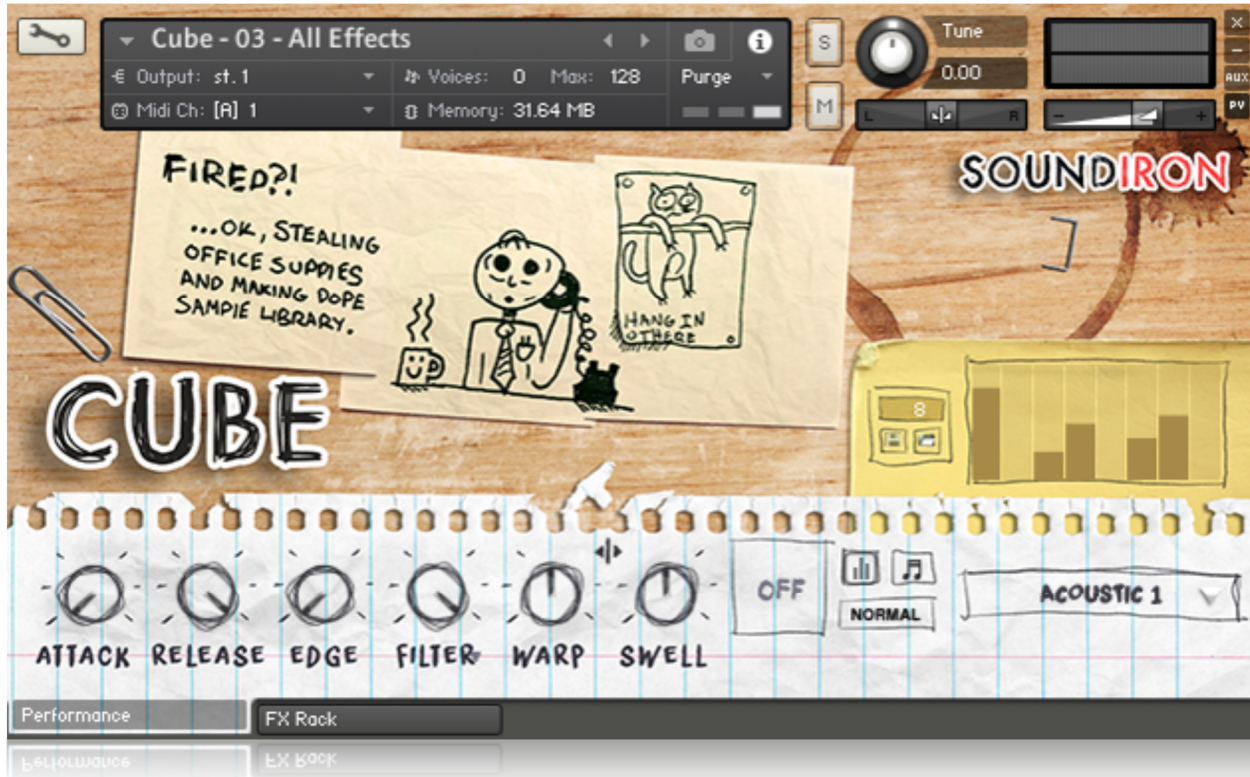 Cube - 03 - All Effects
Output: st. 1
Voices: 0 Max: 128
Purge
Midi Ch: [A] 1
Memory: 31.64 MB
S
M
Tune
0.00
L
R
-
+
×
-
AUX
PV
FIRED?!
...OK, STEALING
OFFICE SUPPIES
AND MAKING DOPE
SAMPIE LIBRARY.
HANG IN
THERE
SOUNDIRON
CUBE
8
ATTACK
RELEASE
EDGE
FILTER
WARP
SWELL
OFF
NORMAL
ACOUSTIC 1
Performance
FX Rack